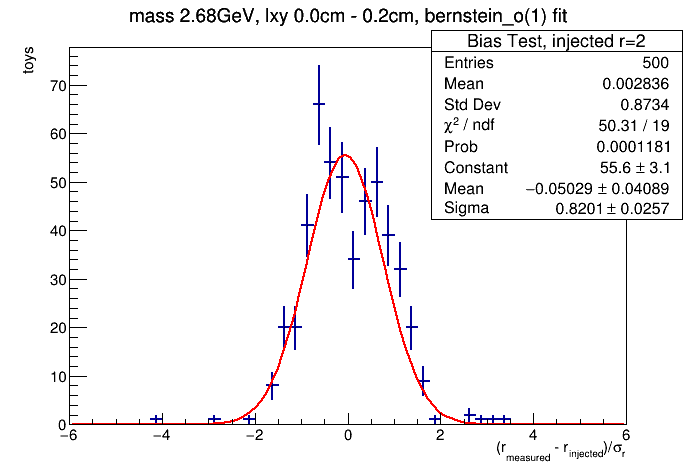 mass 2.68GeV, lxy 0.0cm - 0.2cm, bernstein_o(1) fit
toys
Bias Test, injected r=2
Entries 500
Mean 0.002836
Std Dev 0.8734
χ² / ndf 50.31 / 19
Prob 0.0001181
Constant 55.6 ± 3.1
Mean −0.05029 ± 0.04089
Sigma 0.8201 ± 0.0257
70
60
50
40
30
20
10
0
−6 −4 −2 0 2 4 6
(r_measured - r_injected)/σ_r